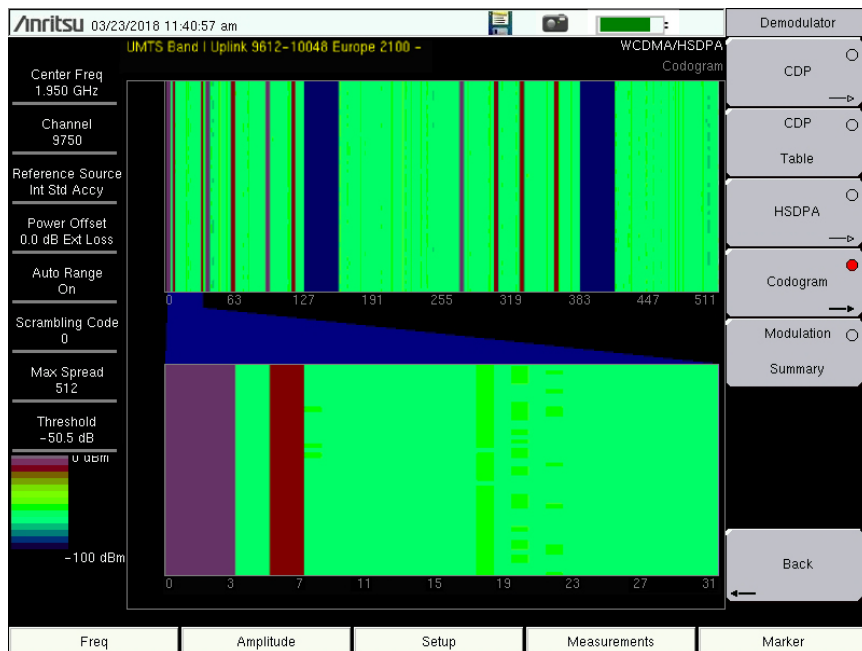 Anritsu 03/23/2018 11:40:57 am
Demodulator
UMTS Band I Uplink 9612-10048 Europe 2100 -
WCDMA/HSDPA
Codogram
Center Freq
1.950 GHz
Channel
9750
Reference Source
Int Std Accy
Power Offset
0.0 dB Ext Loss
Auto Range
On
Scrambling Code
0
Max Spread
512
Threshold
-50.5 dB
0 dBm
-100 dBm
0 63 127 191 255 319 383 447 511
0 3 7 11 15 19 23 27 31
CDP
CDP
Table
HSDPA
Codogram
Modulation
Summary
Back
Freq
Amplitude
Setup
Measurements
Marker